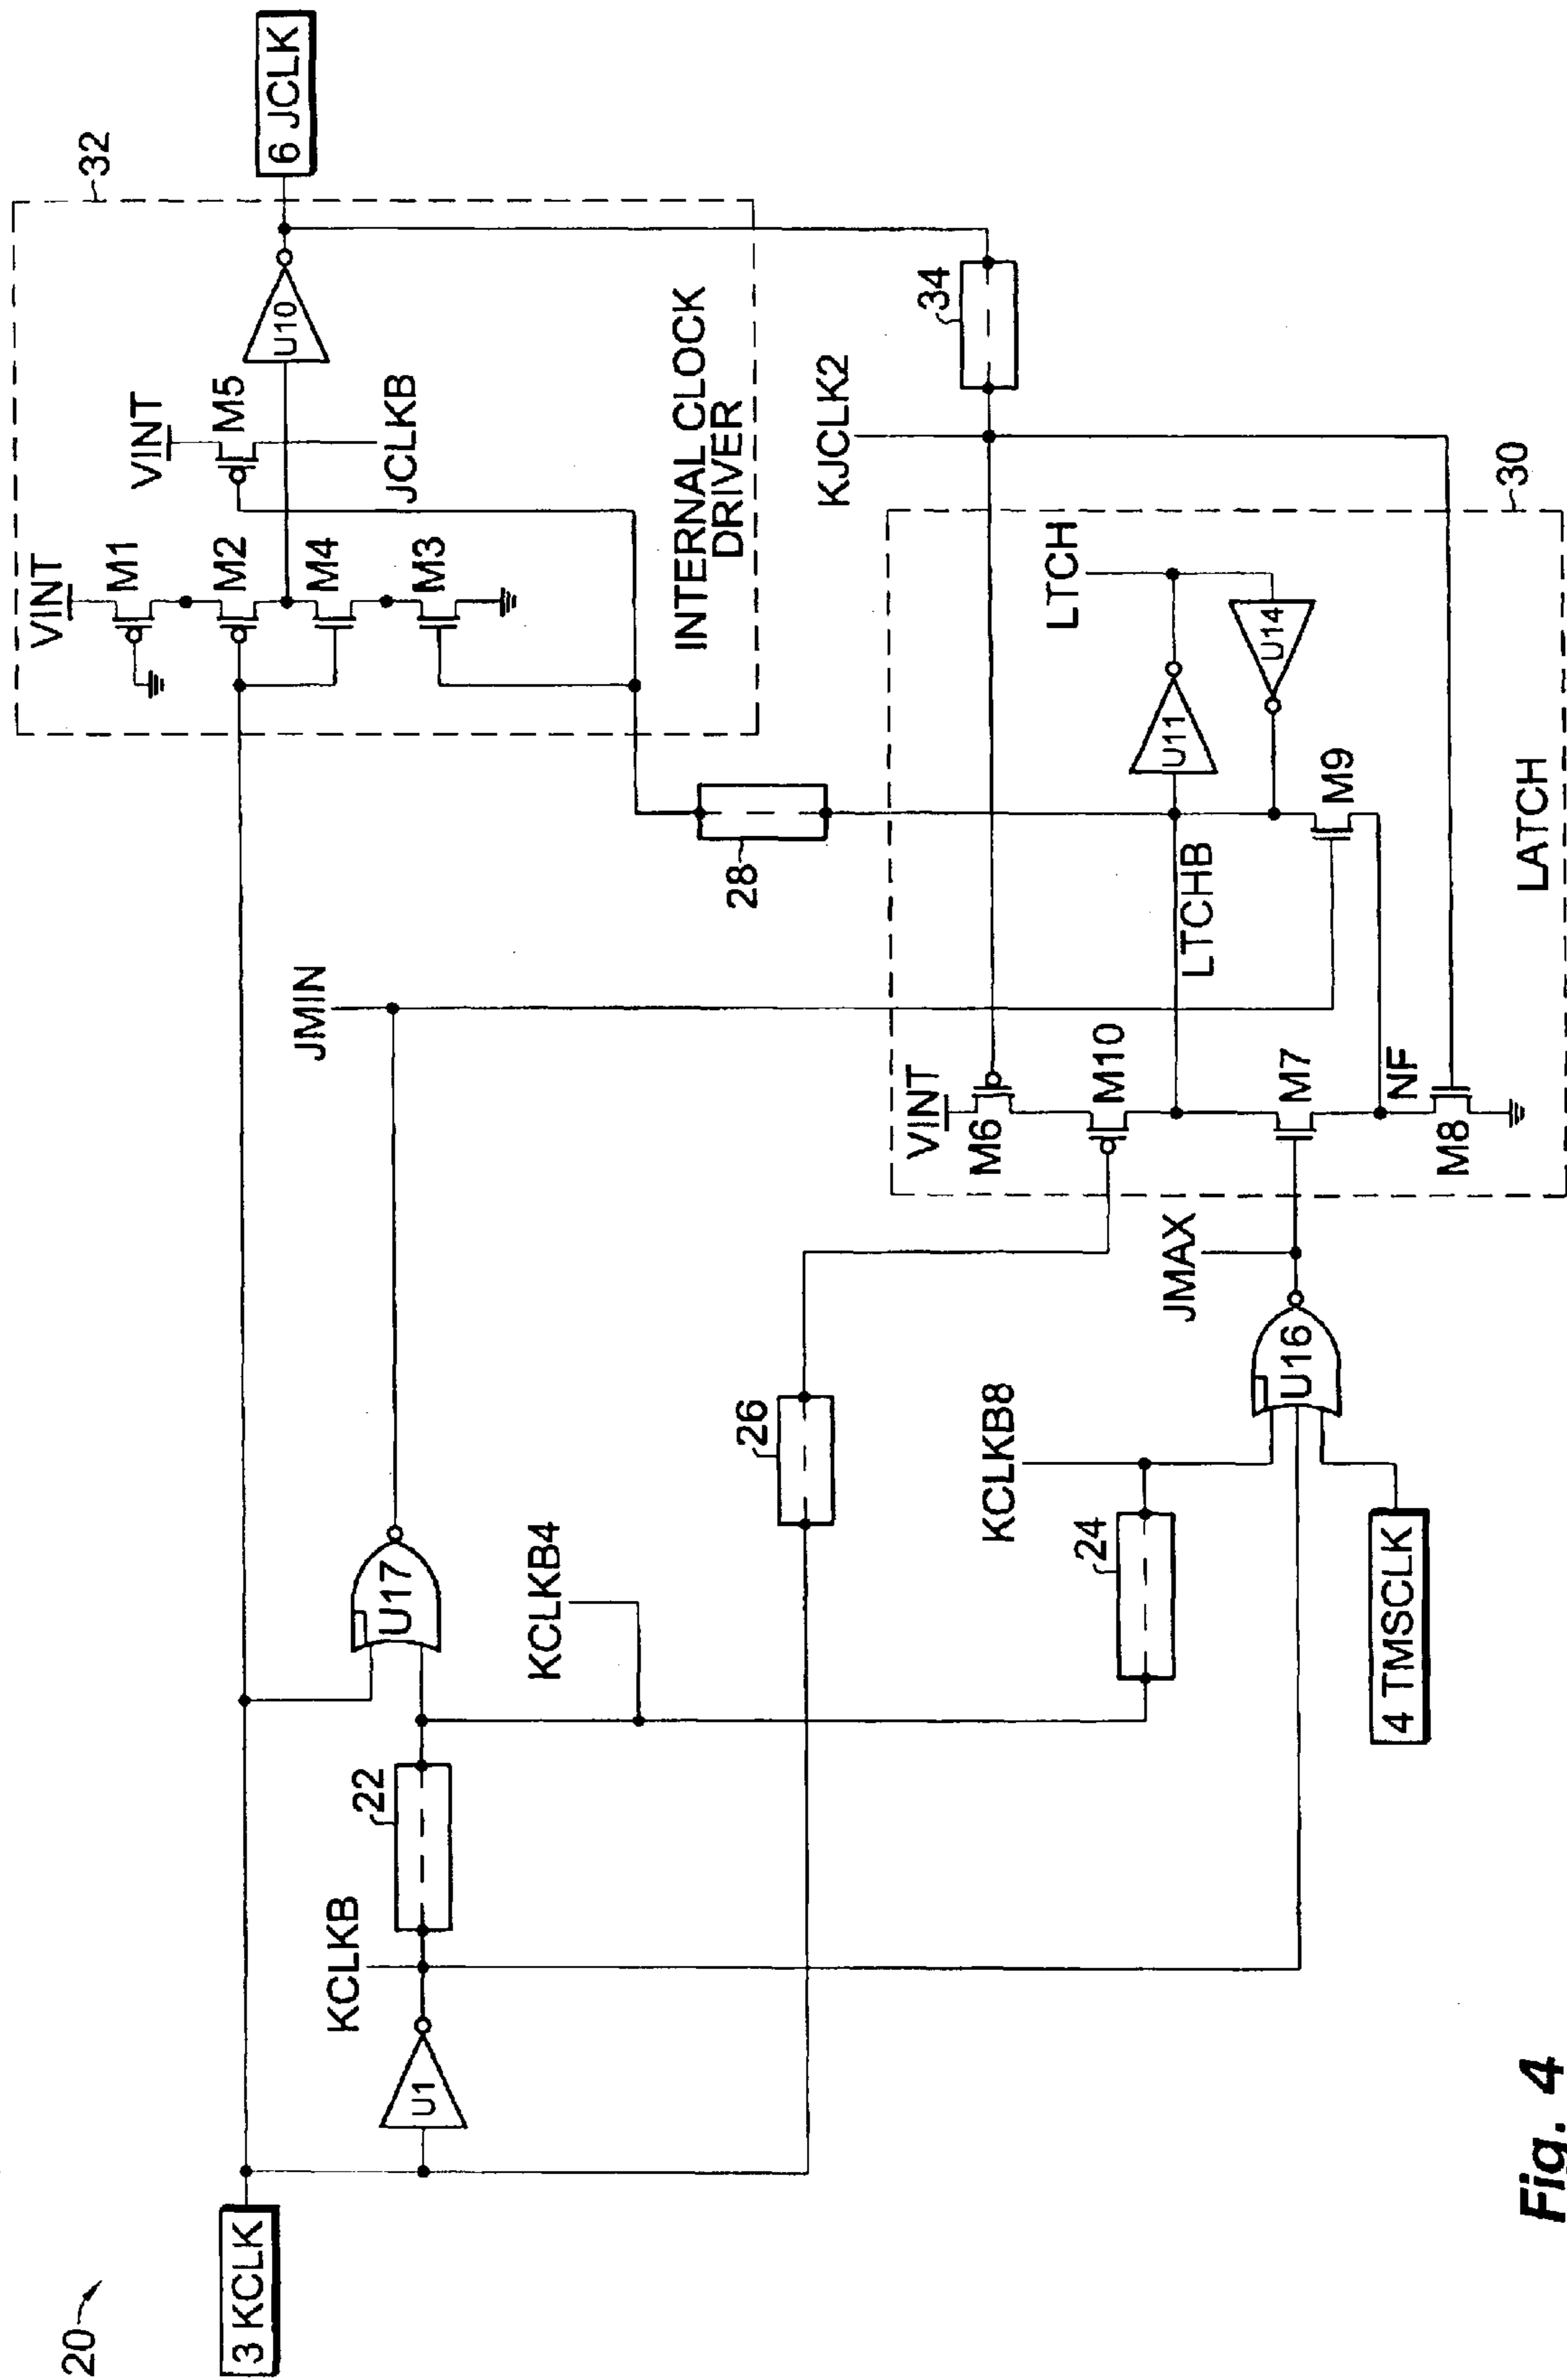 20
3 KCLK
U1
KCLKB
22
KCLKB4
U17
JMIN
26
KCLKB8
24
U16
4 TMSCLK
JMAX
28
VINT
M1
M2
M4
M3
VINT
M5
JCLKB
U10
INTERNAL CLOCK
DRIVER
32
6 JCLK
34
KJCLK2
VINT
M6
M10
M7
NF
M8
LTCHB
M9
U11
U14
LTCH
LATCH
30
Fig. 4